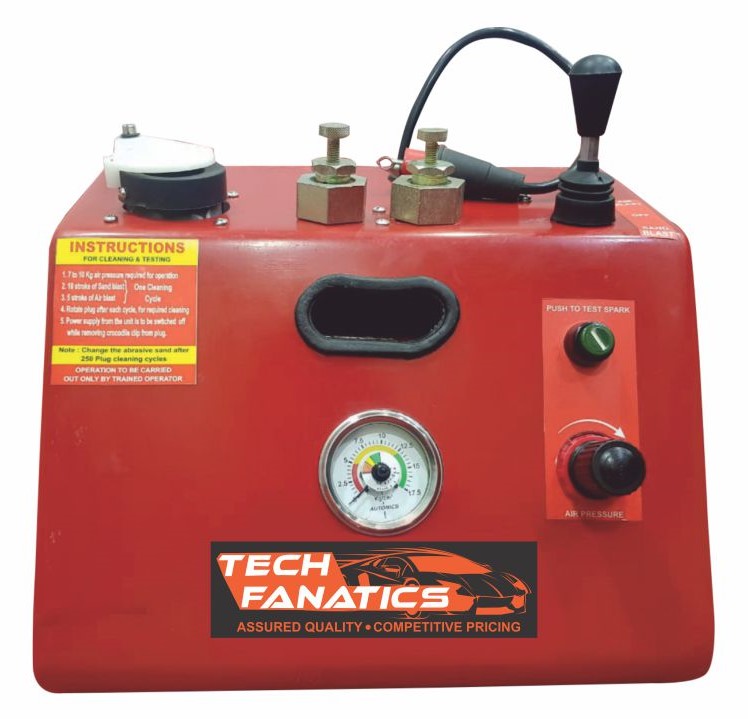 INSTRUCTIONS
FOR CLEANING & TESTING
1. 7 to 10 Kg air pressure required for operation
2. 10 stroke of Sand blast One Cleaning
3. 5 stroke of Air blast Cycle
4. Rotate plug after each cycle, for required cleaning
5. Power supply from the unit is to be switched off
while removing crocodile clip from plug.
Note : Change the abrasive sand after
250 Plug cleaning cycles
OPERATION TO BE CARRIED
OUT ONLY BY TRAINED OPERATOR
OFF
SAND
BLAST
PUSH TO TEST SPARK
AIR PRESSURE
2.5
5
7.5
10
12.5
15
17.5
AUTONICS
TECH
FANATICS
ASSURED QUALITY • COMPETITIVE PRICING